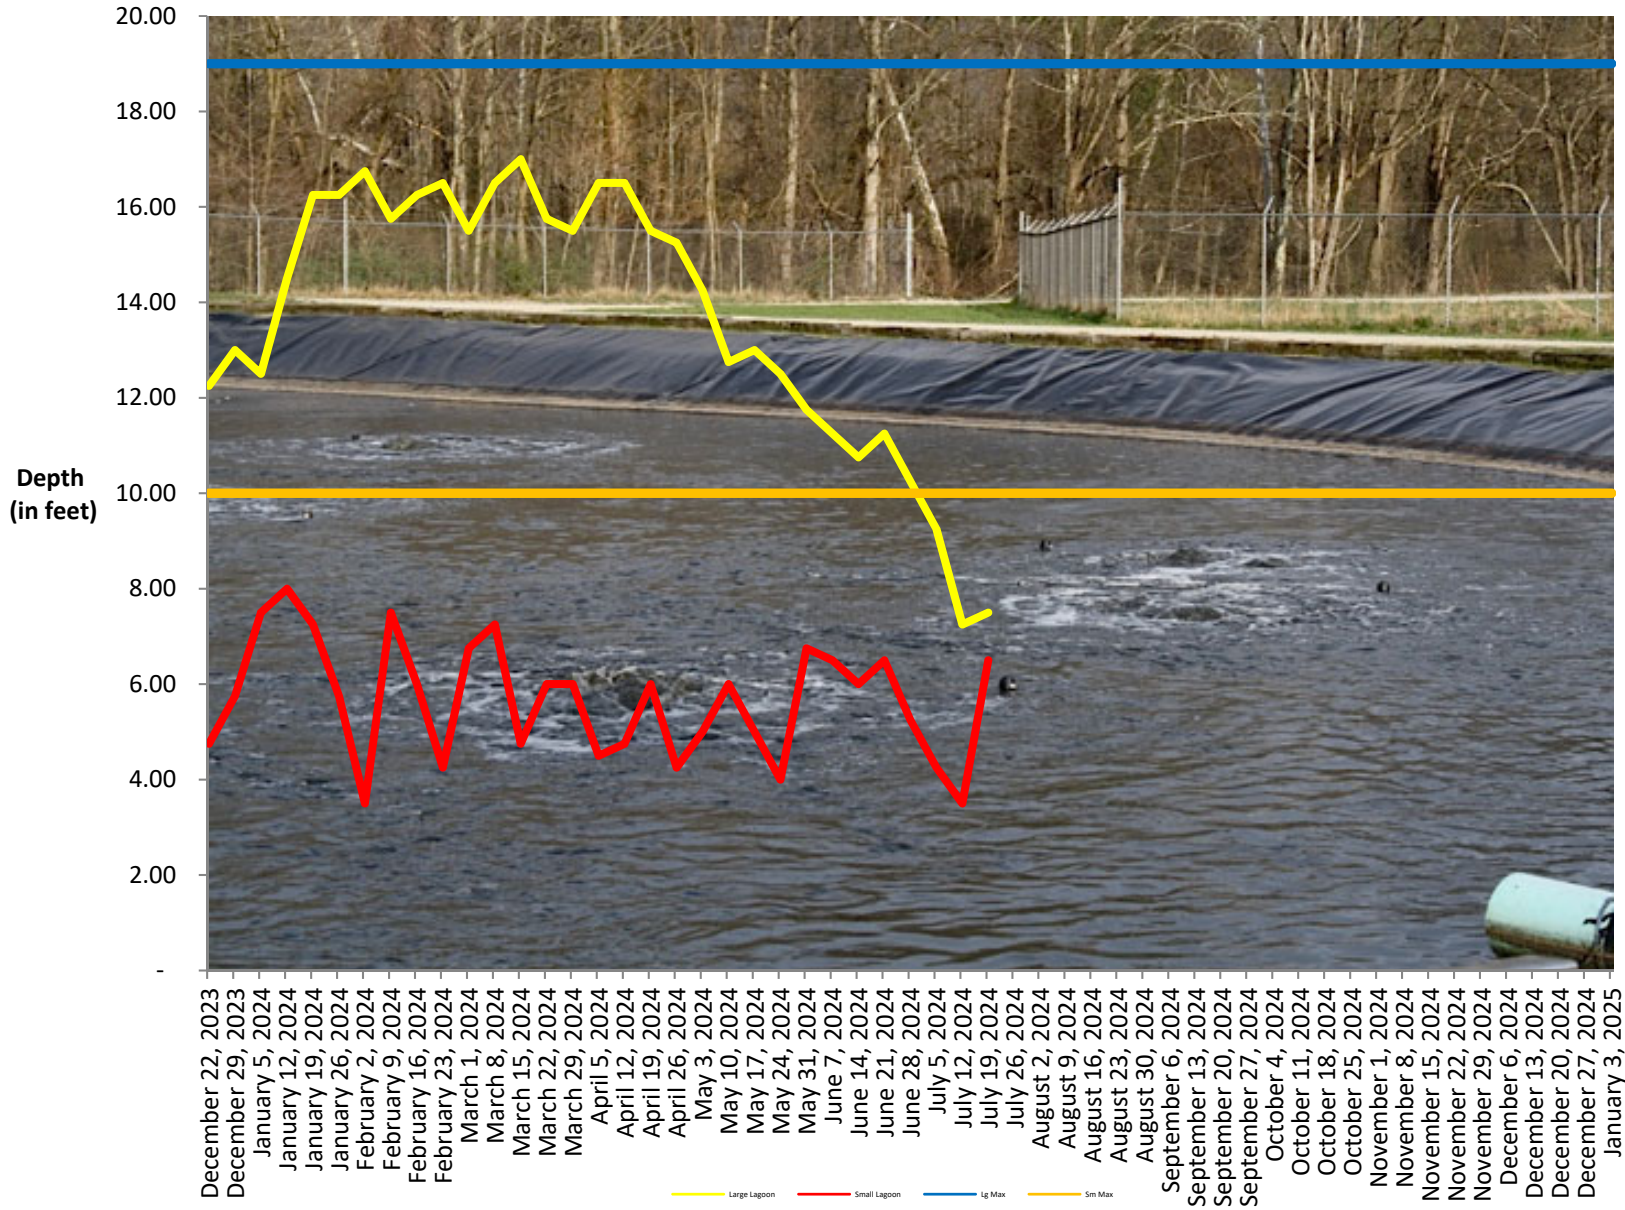 20.00
18.00
16.00
14.00
12.00
10.00
8.00
6.00
4.00
2.00
-
Depth
(in feet)
December 22, 2023
December 29, 2023
January 5, 2024
January 12, 2024
January 19, 2024
January 26, 2024
February 2, 2024
February 9, 2024
February 16, 2024
February 23, 2024
March 1, 2024
March 8, 2024
March 15, 2024
March 22, 2024
March 29, 2024
April 5, 2024
April 12, 2024
April 19, 2024
April 26, 2024
May 3, 2024
May 10, 2024
May 17, 2024
May 24, 2024
May 31, 2024
June 7, 2024
June 14, 2024
June 21, 2024
June 28, 2024
July 5, 2024
July 12, 2024
July 19, 2024
July 26, 2024
August 2, 2024
August 9, 2024
August 16, 2024
August 23, 2024
August 30, 2024
September 6, 2024
September 13, 2024
September 20, 2024
September 27, 2024
October 4, 2024
October 11, 2024
October 18, 2024
October 25, 2024
November 1, 2024
November 8, 2024
November 15, 2024
November 22, 2024
November 29, 2024
December 6, 2024
December 13, 2024
December 20, 2024
December 27, 2024
January 3, 2025
Large Lagoon
Small Lagoon
Lg Max
Sm Max